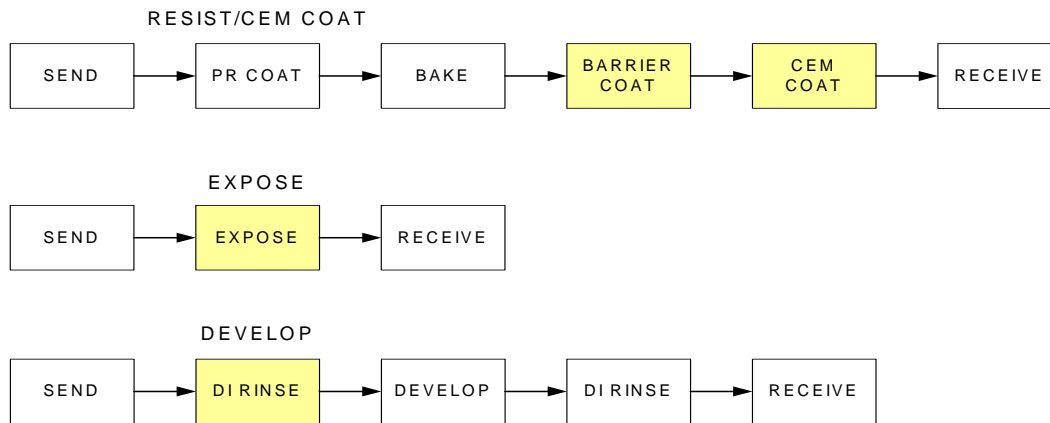 RESIST/CEM COAT
SEND
PR COAT
BAKE
BARRIER
COAT
CEM
COAT
RECEIVE
EXPOSE
SEND
EXPOSE
RECEIVE
DEVELOP
SEND
DI RINSE
DEVELOP
DI RINSE
RECEIVE